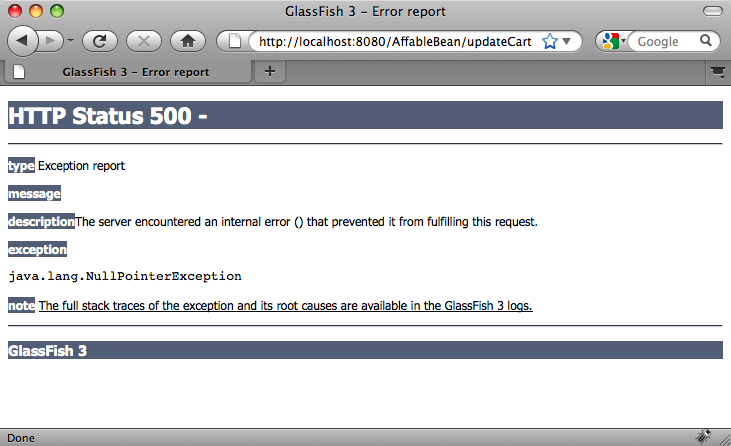 GlassFish 3 – Error report
http://localhost:8080/AffableBean/updateCart
Google
GlassFish 3 – Error report
HTTP Status 500 -
type Exception report
message
descriptionThe server encountered an internal error () that prevented it from fulfilling this request.
exception
java.lang.NullPointerException
note The full stack traces of the exception and its root causes are available in the GlassFish 3 logs.
GlassFish 3
Done